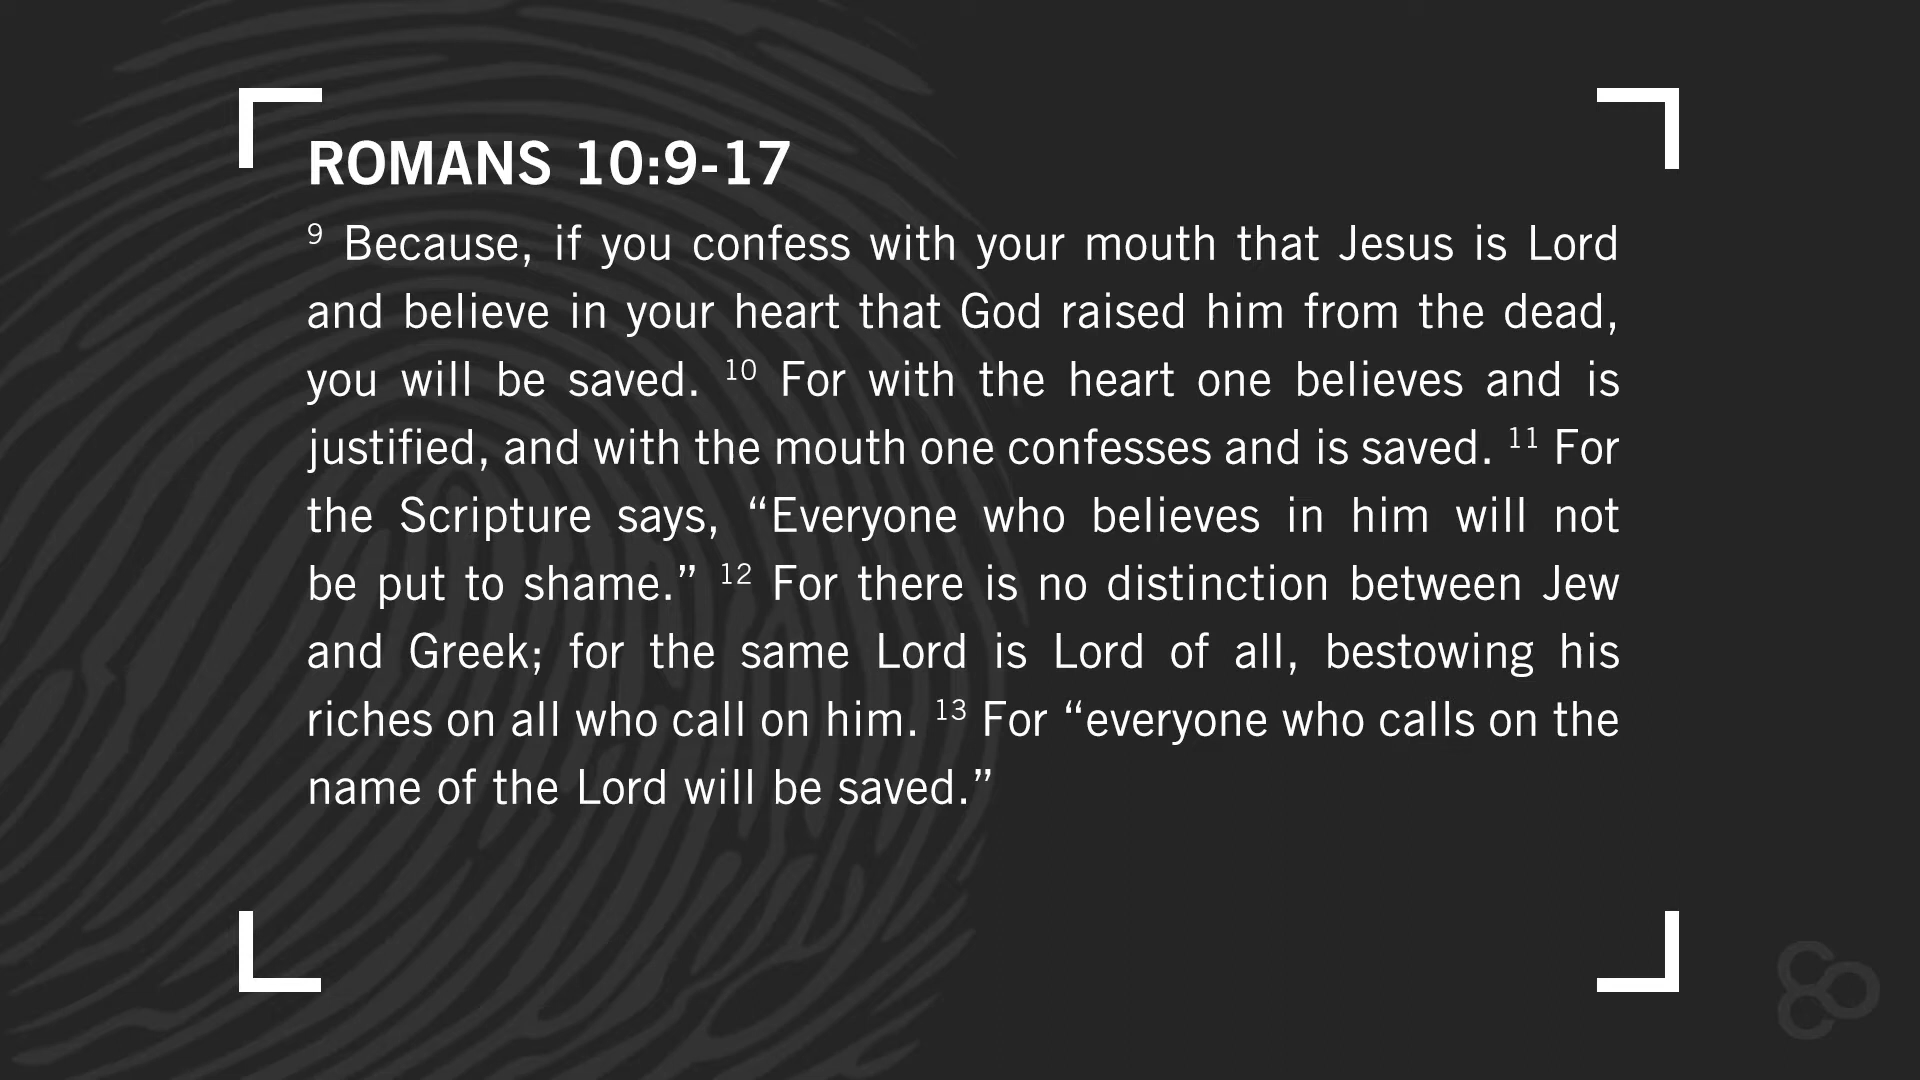 ROMANS 10:9-17
⁹ Because, if you confess with your mouth that Jesus is Lord
and believe in your heart that God raised him from the dead,
you will be saved. ¹⁰ For with the heart one believes and is
justified, and with the mouth one confesses and is saved. ¹¹ For
the Scripture says, “Everyone who believes in him will not
be put to shame.” ¹² For there is no distinction between Jew
and Greek; for the same Lord is Lord of all, bestowing his
riches on all who call on him. ¹³ For “everyone who calls on the
name of the Lord will be saved.”